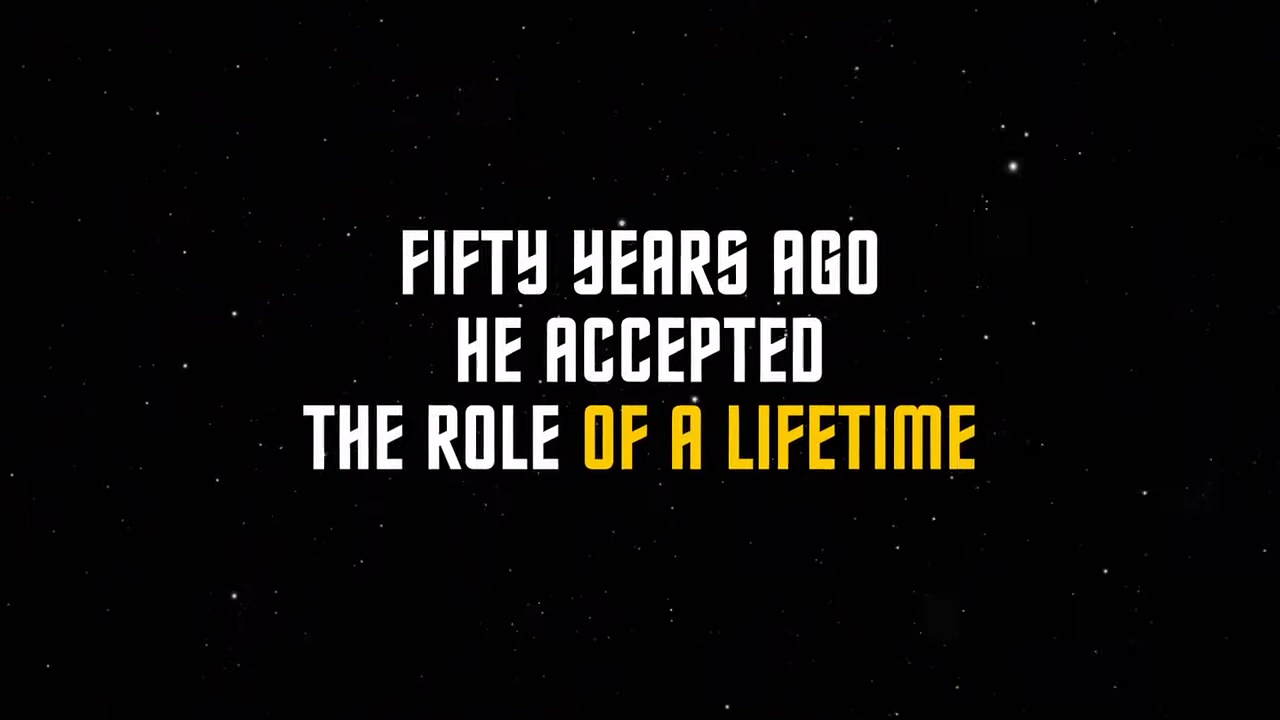 FIFTY YEARS AGO
HE ACCEPTED
THE ROLE OF A LIFETIME